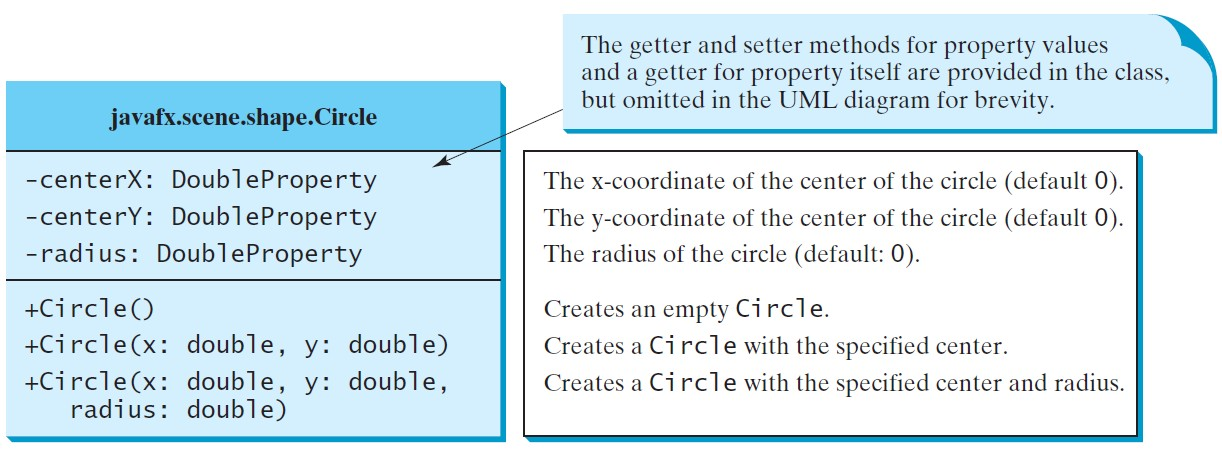 The getter and setter methods for property values
and a getter for property itself are provided in the class,
but omitted in the UML diagram for brevity.
javafx.scene.shape.Circle
-centerX: DoubleProperty
-centerY: DoubleProperty
-radius: DoubleProperty
The x-coordinate of the center of the circle (default 0).
The y-coordinate of the center of the circle (default 0).
The radius of the circle (default: 0).
+Circle()
+Circle(x: double, y: double)
+Circle(x: double, y: double,
radius: double)
Creates an empty Circle.
Creates a Circle with the specified center.
Creates a Circle with the specified center and radius.